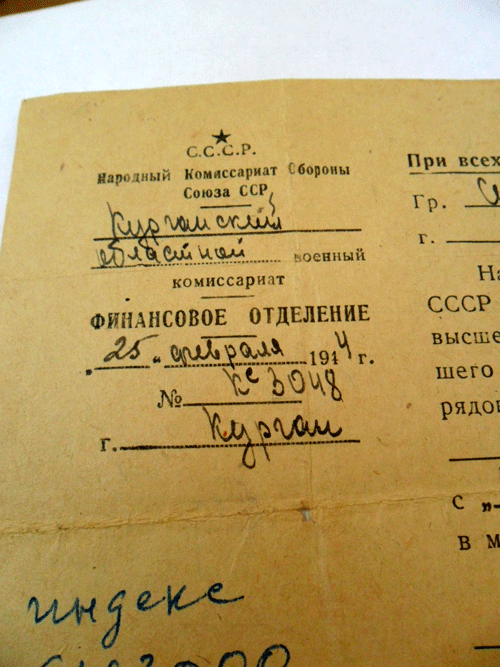 С.С.С.Р.
Народный Комиссариат Обороны
Союза ССР
Курганский
областной военный
комиссариат
ФИНАНСОВОЕ ОТДЕЛЕНИЕ
„25" февраля 1944 г.
№ Кс 3048
г. Курган
При всех
Гр.
г.
На
СССР
высше
шего
рядов
с „
в м
индекс